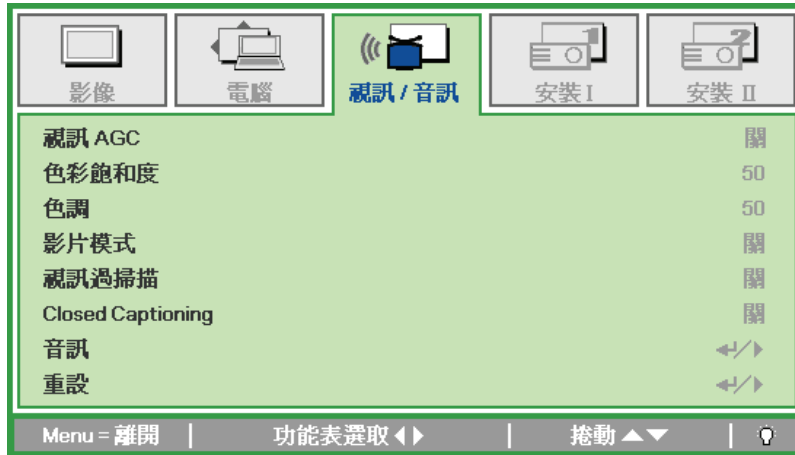 影像 電腦 視訊 / 音訊 安裝 I 安裝 II
視訊 AGC 關
色彩飽和度 50
色調 50
影片模式 關
視訊過掃描 關
Closed Captioning 關
音訊
重設
Menu = 離開 功能表選取 捲動